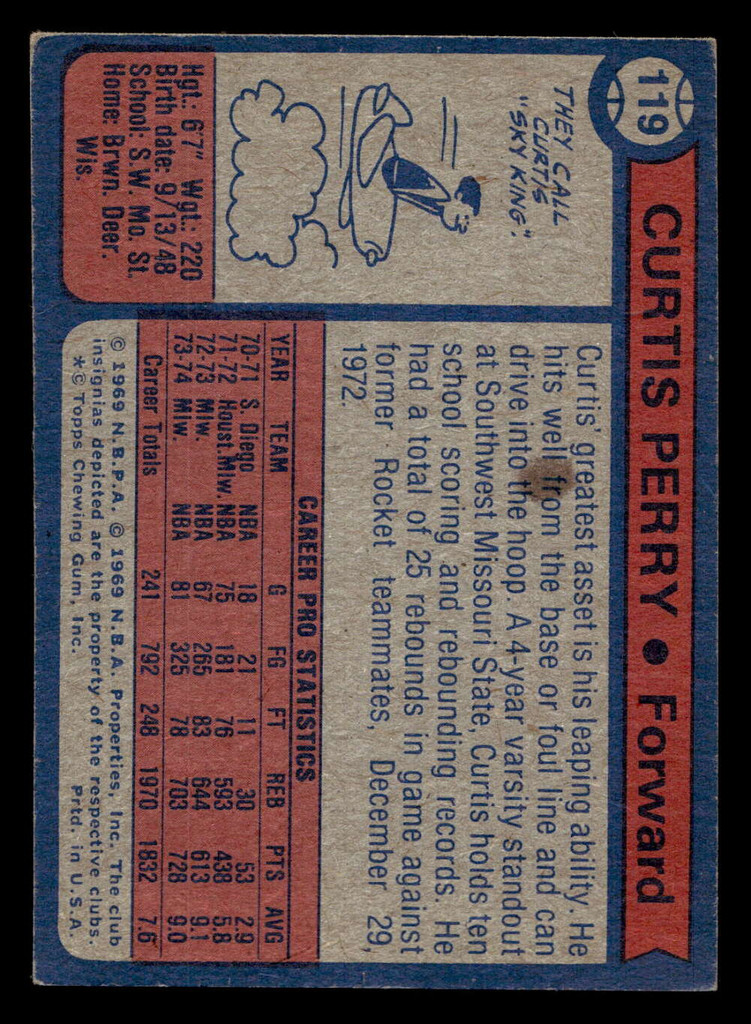 119
CURTIS PERRY • Forward
THEY CALL
CURTIS
"SKY KING".
Hgt.: 6'7" Wgt.: 220
Birth date: 9/13/48
School: S.W. Mo. St.
Home: Brwn. Deer.
Wis.
Curtis' greatest asset is his leaping ability. He
hits well from the base or foul line and can
drive into the hoop. A 4-year varsity standout
at Southwest Missouri State, Curtis holds ten
school scoring and rebounding records. He
had a total of 25 rebounds in game against
former Rocket teammates, December 29,
1972.
CAREER PRO STATISTICS
YEAR TEAM G FG FT REB PTS AVG
70-71 S. Diego NBA 18 21 11 30 53 2.9
71-72 Houst.Miw. NBA 75 181 76 593 438 5.8
72-73 Miw. NBA 67 265 83 644 613 9.1
73-74 Miw. NBA 81 325 78 703 728 9.0
Career Totals 241 792 248 1970 1832 7.6
© 1969 N.B.P.A. © 1969 N.B.A. Properties, Inc. The club
insignias depicted are the property of the respective clubs.
*© Topps Chewing Gum, Inc. Prtd. in U.S.A.